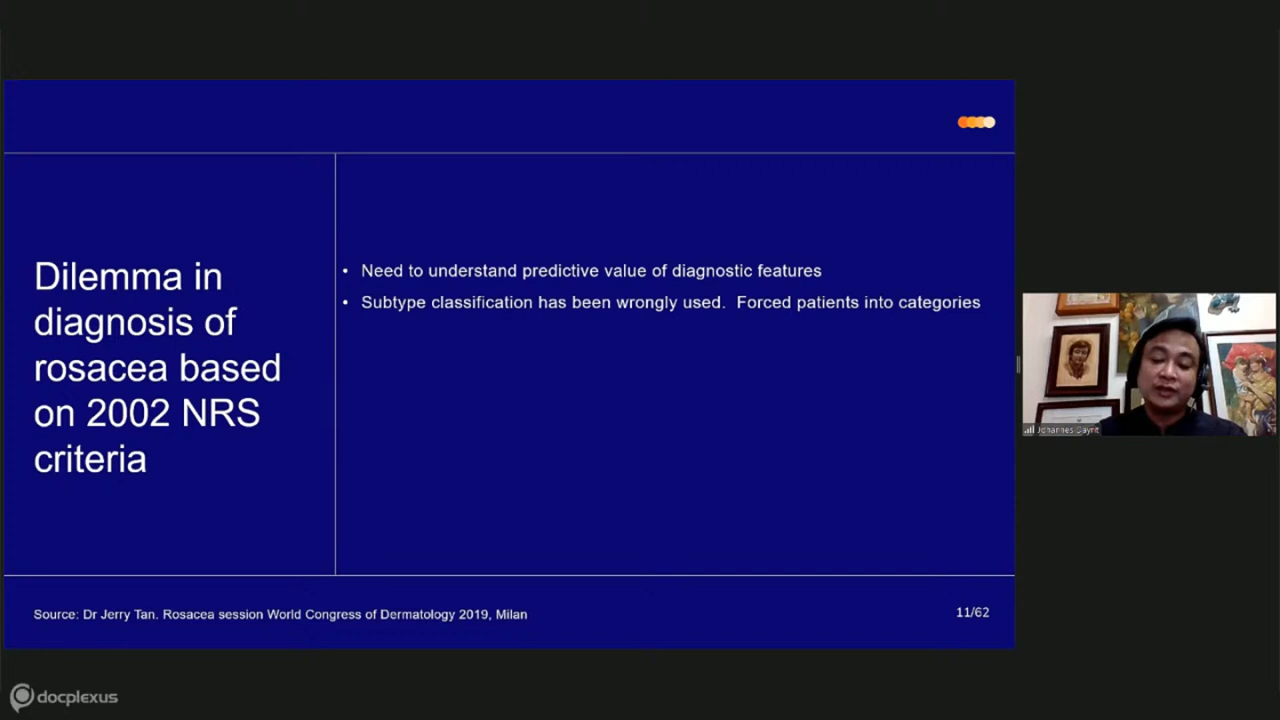 Dilemma in
diagnosis of
rosacea based
on 2002 NRS
criteria
• Need to understand predictive value of diagnostic features
• Subtype classification has been wrongly used.  Forced patients into categories
Source: Dr Jerry Tan. Rosacea session World Congress of Dermatology 2019, Milan
11/62
Johannes Dayrit
docplexus